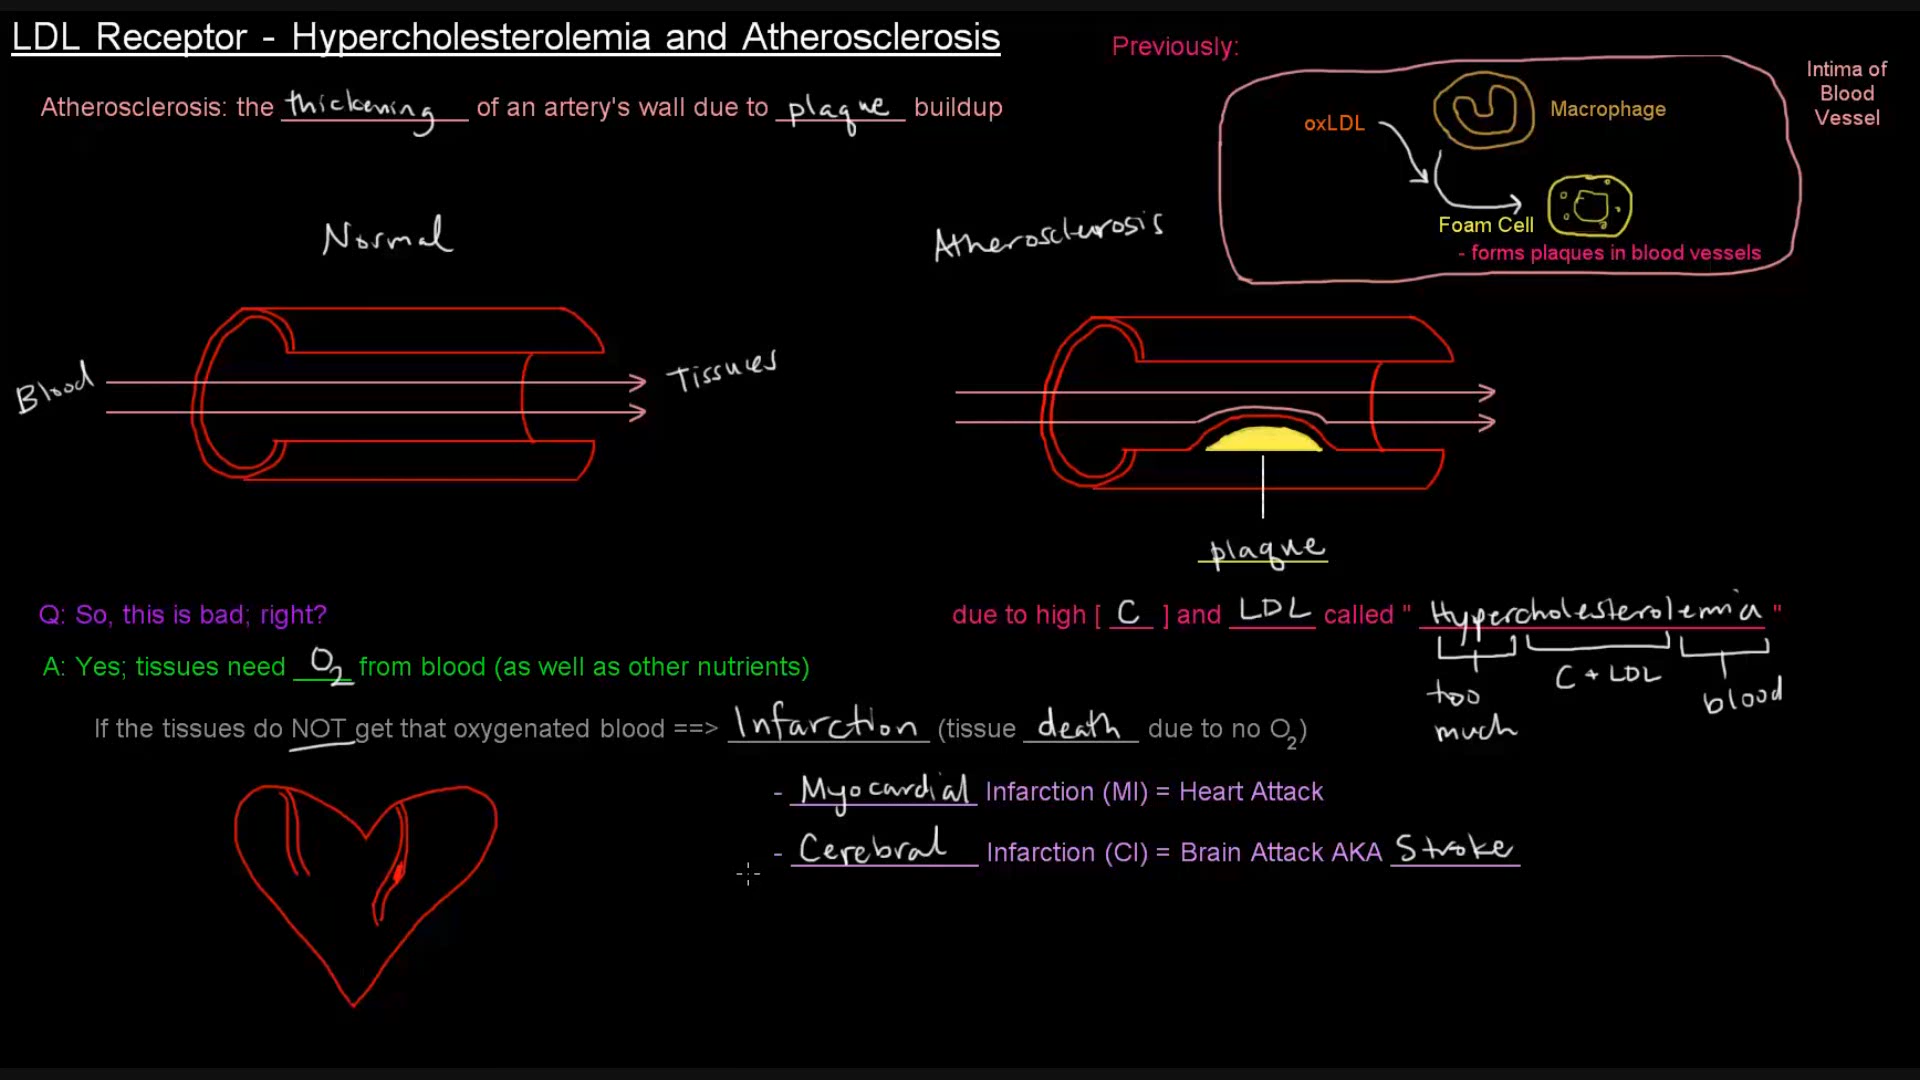 LDL Receptor - Hypercholesterolemia and Atherosclerosis
Previously:
Intima of
Blood
Vessel
Atherosclerosis: the thickening of an artery's wall due to plaque buildup
Macrophage
oxLDL
Foam Cell
- forms plaques in blood vessels
Normal
Atherosclerosis
Blood
Tissues
plaque
Q: So, this is bad; right?
due to high [ C ] and LDL called " Hypercholesterolemia "
too
much
C + LDL
blood
A: Yes; tissues need O2 from blood (as well as other nutrients)
If the tissues do NOT get that oxygenated blood ==> Infarction (tissue death due to no O2)
- Myocardial Infarction (MI) = Heart Attack
- Cerebral Infarction (CI) = Brain Attack AKA Stroke